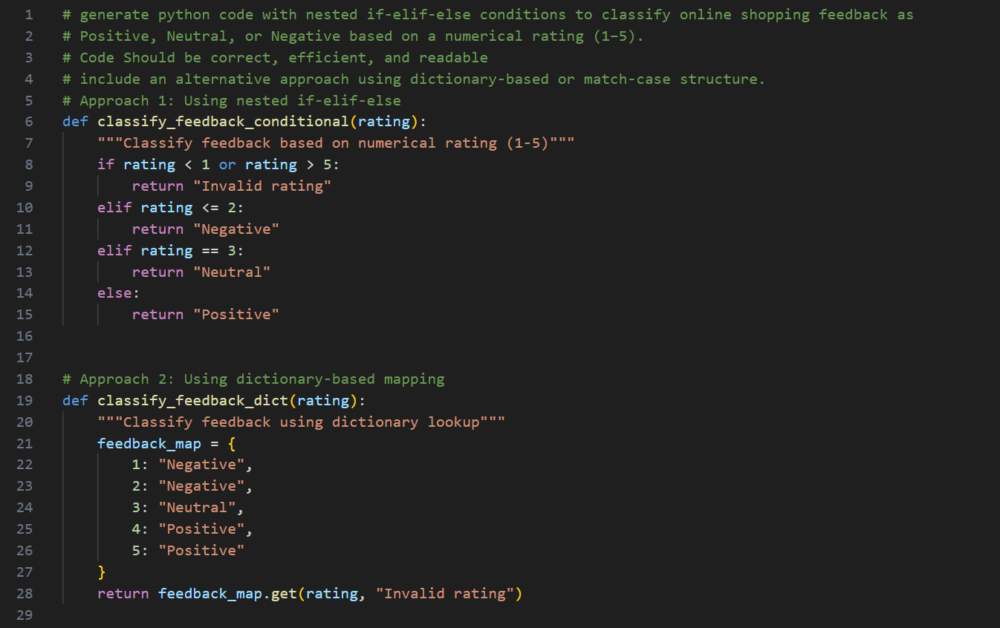 1 # generate python code with nested if-elif-else conditions to classify online shopping feedback as
2 # Positive, Neutral, or Negative based on a numerical rating (1–5).
3 # Code Should be correct, efficient, and readable
4 # include an alternative approach using dictionary-based or match-case structure.
5 # Approach 1: Using nested if-elif-else
6 def classify_feedback_conditional(rating):
7     """Classify feedback based on numerical rating (1-5)"""
8     if rating < 1 or rating > 5:
9         return "Invalid rating"
10     elif rating <= 2:
11         return "Negative"
12     elif rating == 3:
13         return "Neutral"
14     else:
15         return "Positive"
16
17
18 # Approach 2: Using dictionary-based mapping
19 def classify_feedback_dict(rating):
20     """Classify feedback using dictionary lookup"""
21     feedback_map = {
22         1: "Negative",
23         2: "Negative",
24         3: "Neutral",
25         4: "Positive",
26         5: "Positive"
27     }
28     return feedback_map.get(rating, "Invalid rating")
29